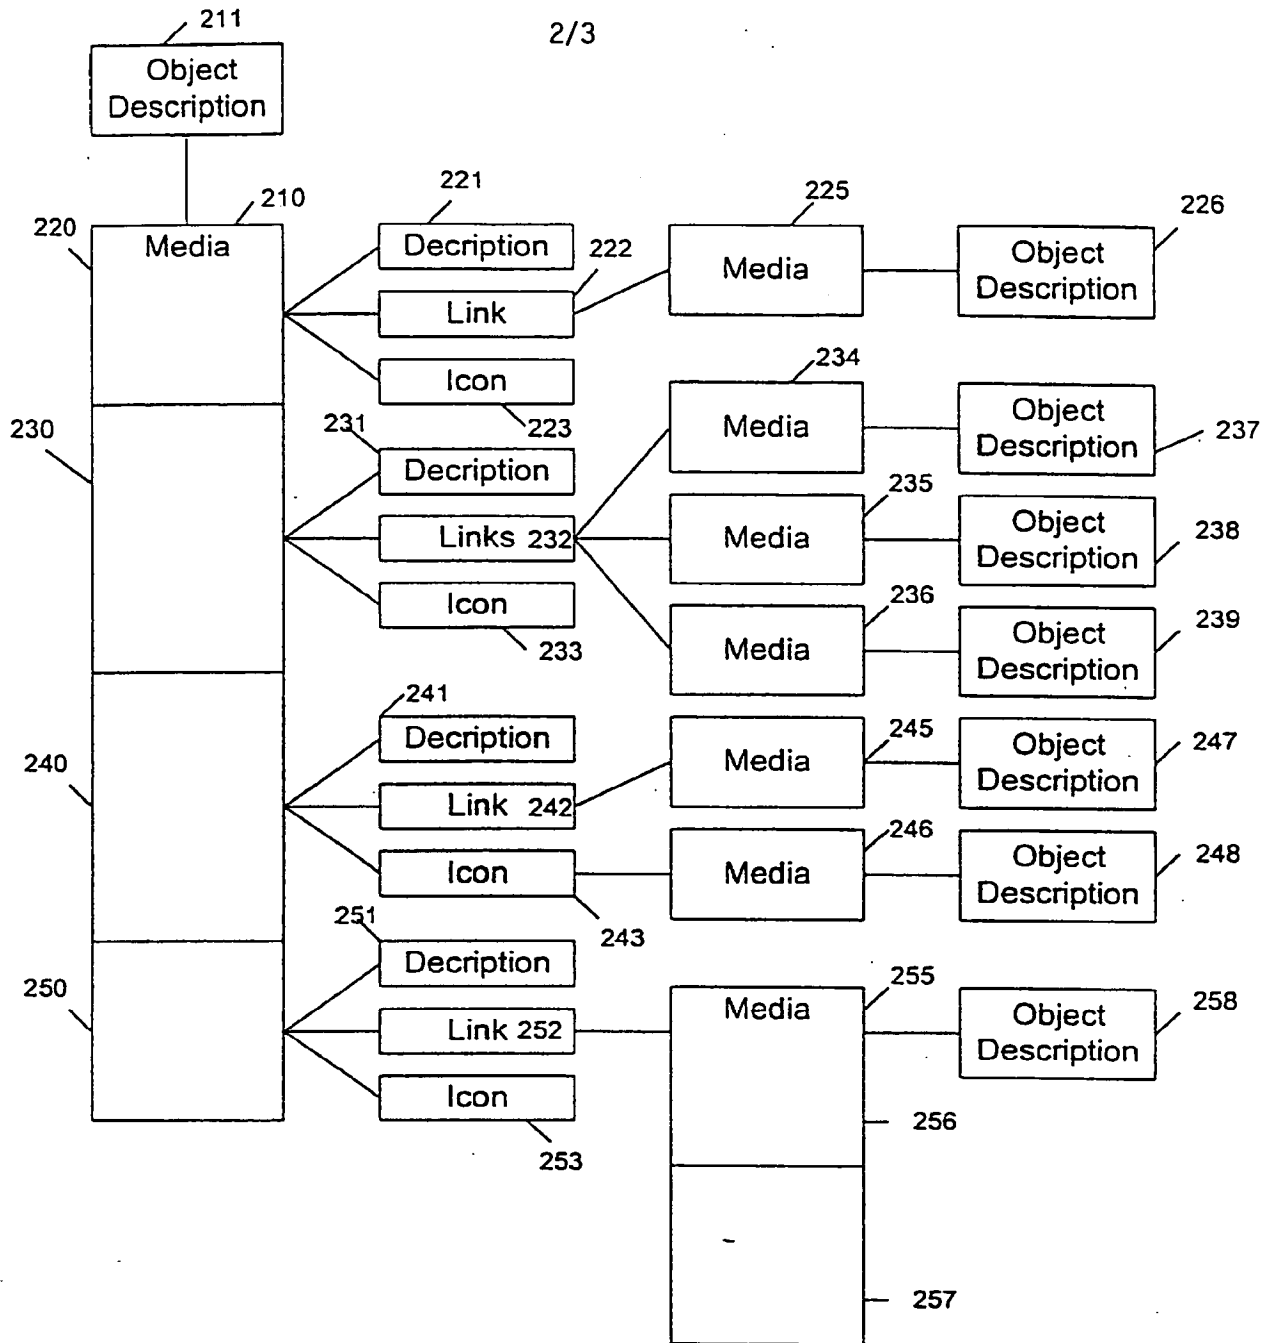 2/3
211
Object
Description
210
220
Media
221
Decription
222
Link
Icon
223
225
Media
226
Object
Description
230
231
Decription
Links 232
Icon
233
234
Media
Object
Description
237
235
Media
Object
Description
238
236
Media
Object
Description
239
240
241
Decription
Link 242
Icon
243
245
Media
Object
Description
247
246
Media
Object
Description
248
250
251
Decription
Link 252
Icon
253
255
Media
Object
Description
258
256
257